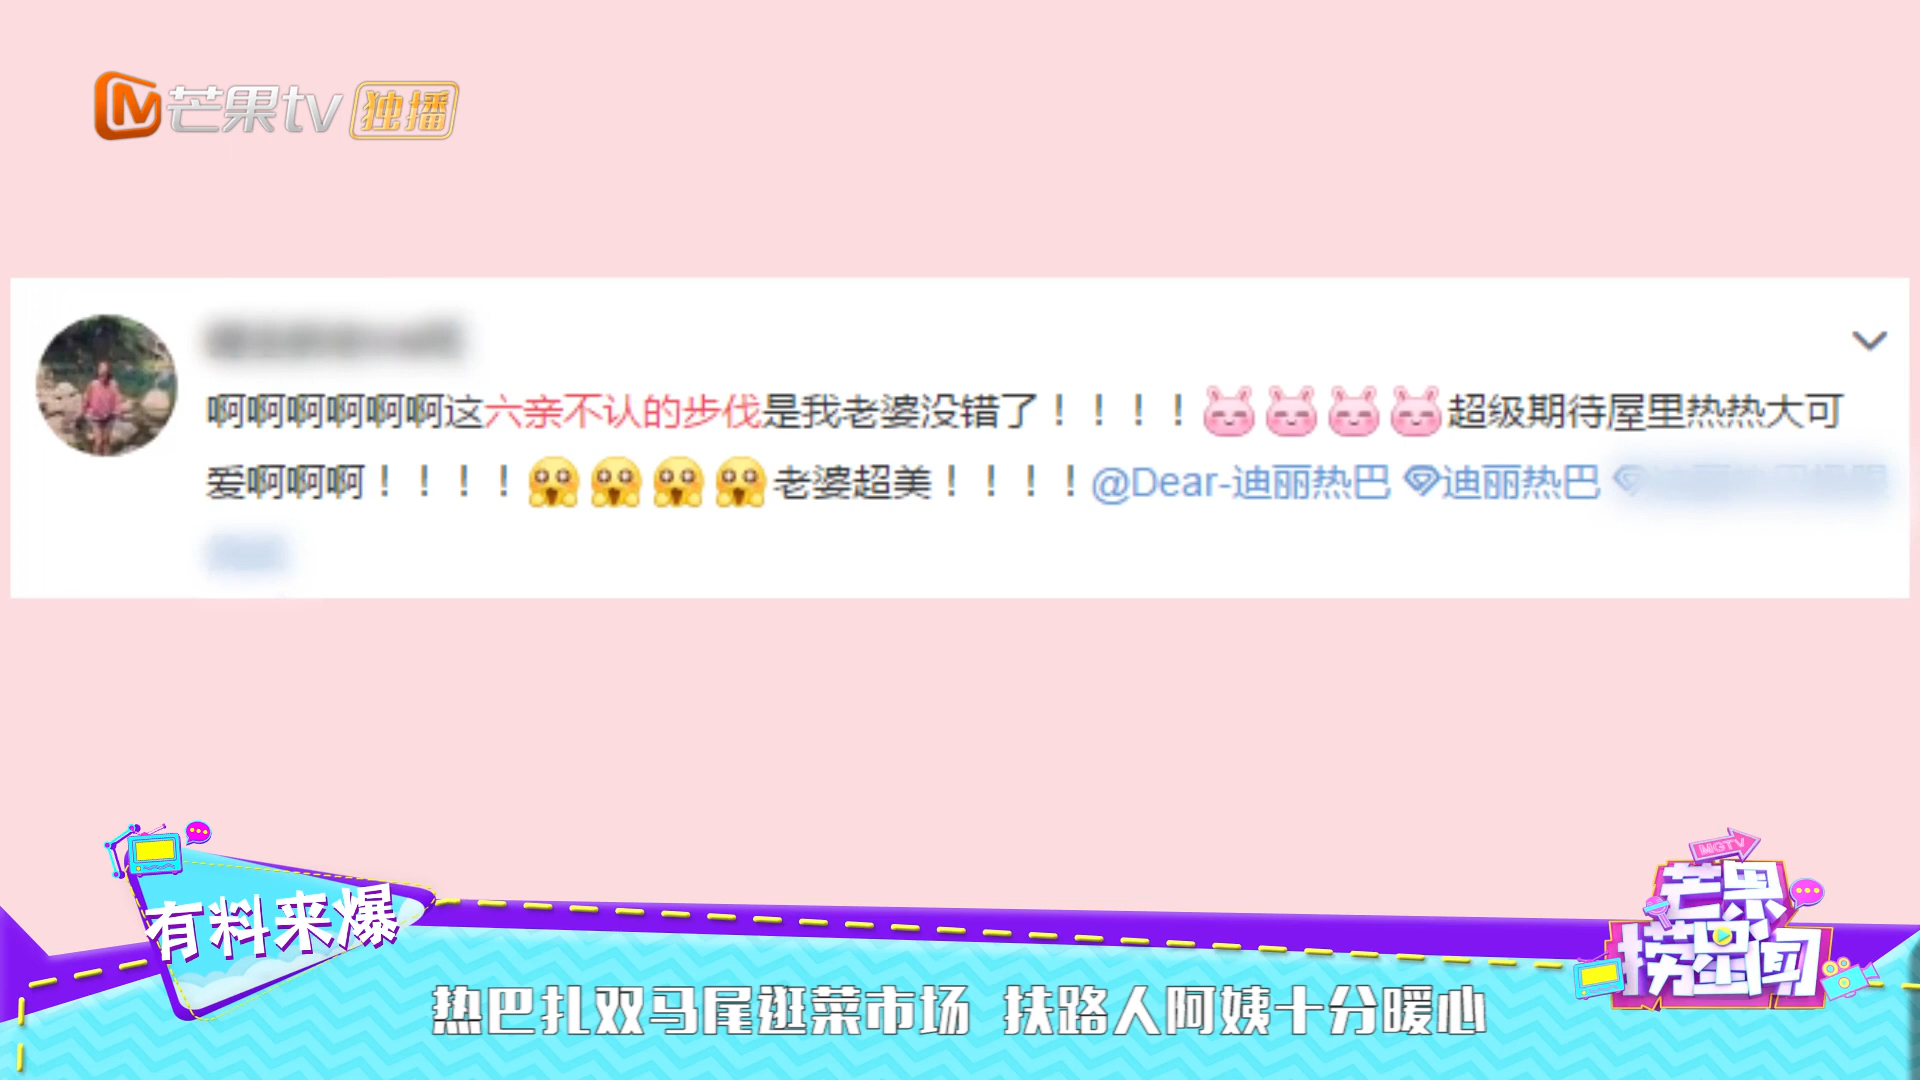 芒果tv 独播
啊啊啊啊啊啊这六亲不认的步伐是我老婆没错了！！！！超级期待屋里热热大可
爱啊啊啊！！！！老婆超美！！！！@Dear-迪丽热巴 迪丽热巴
有料来爆
MGTV
芒果
捞星闻
热巴扎双马尾逛菜市场 扶路人阿姨十分暖心